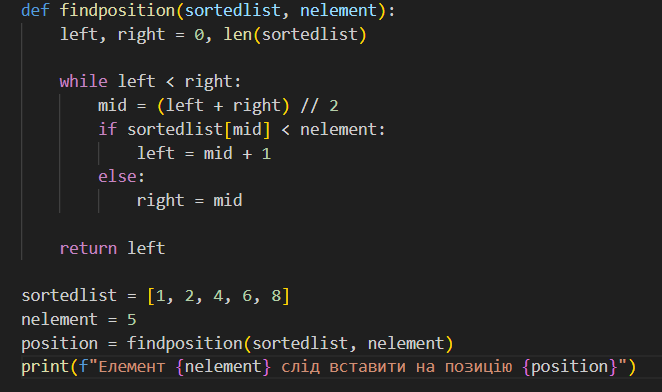 def findposition(sortedlist, nelement):
    left, right = 0, len(sortedlist)

    while left < right:
        mid = (left + right) // 2
        if sortedlist[mid] < nelement:
            left = mid + 1
        else:
            right = mid

    return left

sortedlist = [1, 2, 4, 6, 8]
nelement = 5
position = findposition(sortedlist, nelement)
print(f"Елемент {nelement} слід вставити на позицію {position}")